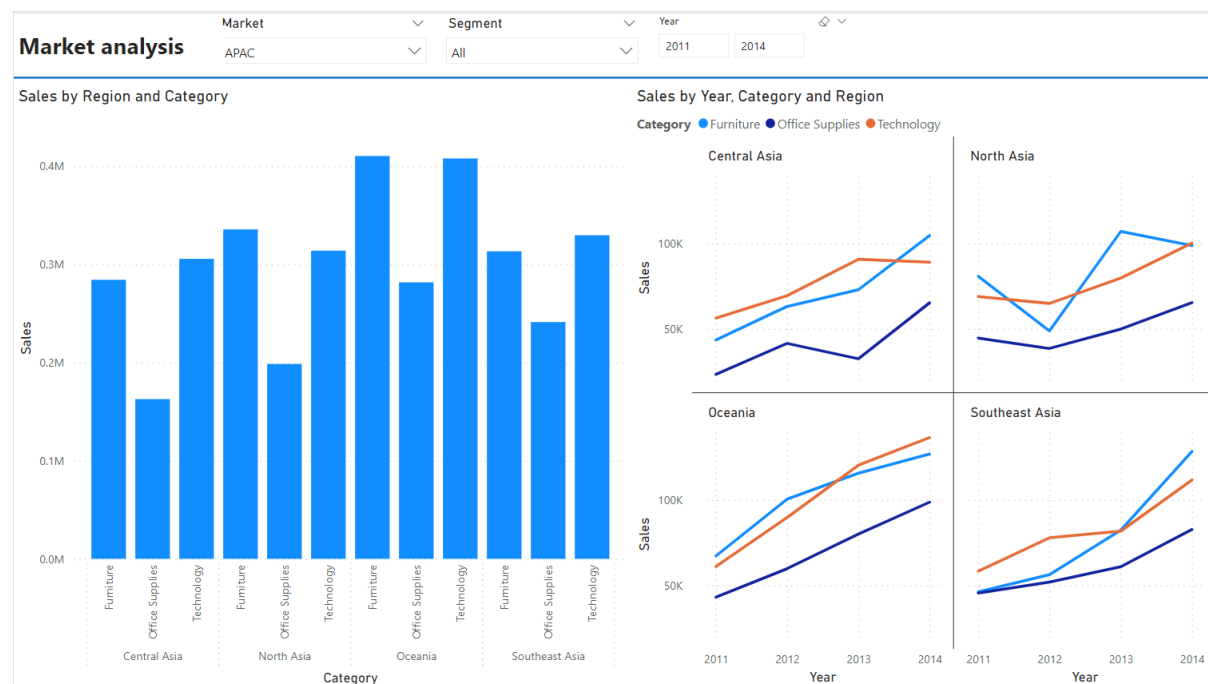 Market analysis
Market
APAC
Segment
All
Year
2011 2014
Sales by Region and Category
Sales
0.4M
0.3M
0.2M
0.1M
0.0M
Furniture
Office Supplies
Technology
Furniture
Office Supplies
Technology
Furniture
Office Supplies
Technology
Furniture
Office Supplies
Technology
Central Asia North Asia Oceania Southeast Asia
Category
Sales by Year, Category and Region
Category Furniture Office Supplies Technology
Central Asia North Asia
Sales
100K
50K
Oceania Southeast Asia
Sales
100K
50K
2011 2012 2013 2014 2011 2012 2013 2014
Year Year